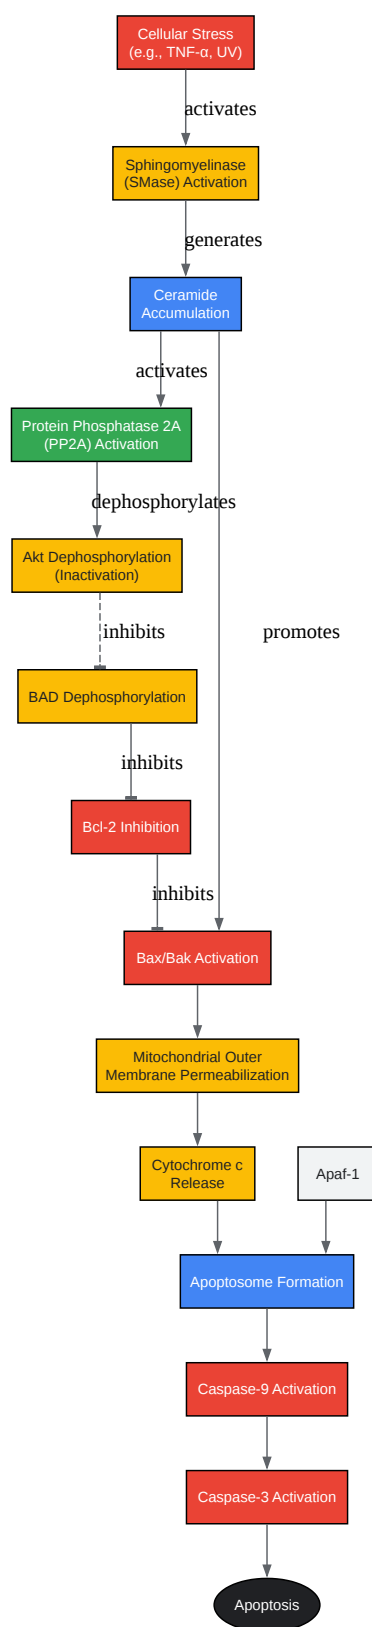 Cellular Stress
(e.g., TNF-α, UV)
activates
Sphingomyelinase
(SMase) Activation
generates
Ceramide
Accumulation
activates
Protein Phosphatase 2A
(PP2A) Activation
dephosphorylates
Akt Dephosphorylation
(Inactivation)
inhibits
promotes
BAD Dephosphorylation
inhibits
Bcl-2 Inhibition
inhibits
Bax/Bak Activation
Mitochondrial Outer
Membrane Permeabilization
Cytochrome c
Release
Apaf-1
Apoptosome Formation
Caspase-9 Activation
Caspase-3 Activation
Apoptosis